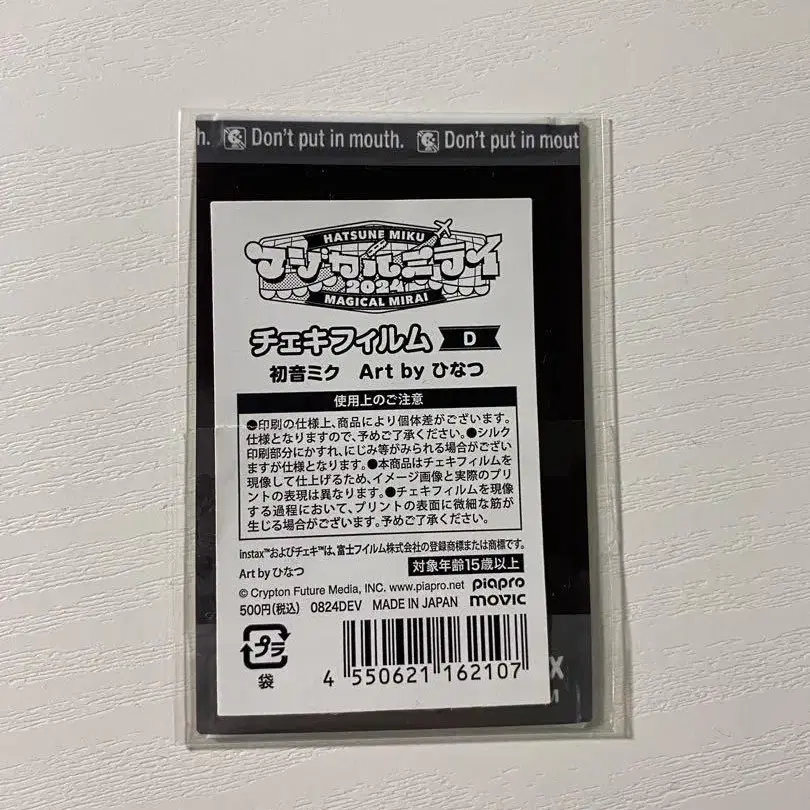 h. Don't put in mouth. Don't put in mout
HATSUNE MIKU
マジカルミライ
2024
MAGICAL MIRAI
チェキフィルム D
初音ミク Art by ひなつ
使用上のご注意
●印刷の仕様上、商品により個体差がございます。
仕様となりますので、予めご了承ください。●シルク
印刷部分にかすれ、にじみ等がみられる場合がござい
ますが仕様となります。●本商品はチェキフィルムを
現像して仕上げるため、イメージ画像と実際のプリ
ントの表現は異なります。●チェキフィルムを現像
する過程において、プリントの表面に微細な筋が
生じる場合がございます。予めご了承ください。
instax™およびチェキ™は、富士フイルム株式会社の登録商標または商標です。
Art by ひなつ 対象年齢15歳以上
© Crypton Future Media, INC. www.piapro.net piapro
500円(税込) 0824DEV MADE IN JAPAN movic
プラ
袋
4 550621 162107
X
M